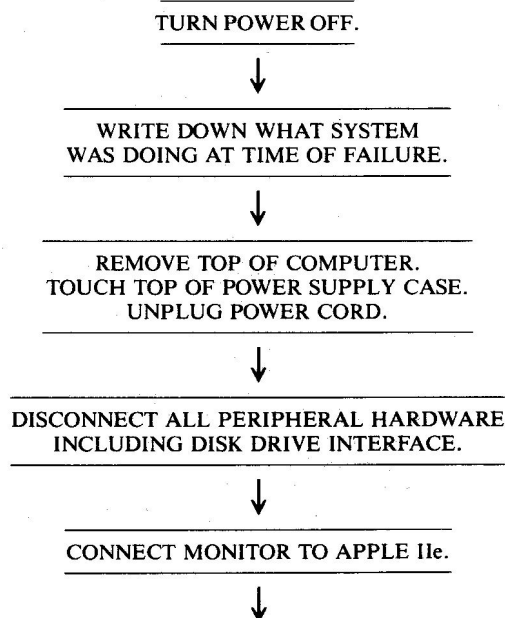 TURN POWER OFF.
WRITE DOWN WHAT SYSTEM
WAS DOING AT TIME OF FAILURE.
REMOVE TOP OF COMPUTER.
TOUCH TOP OF POWER SUPPLY CASE.
UNPLUG POWER CORD.
DISCONNECT ALL PERIPHERAL HARDWARE
INCLUDING DISK DRIVE INTERFACE.
CONNECT MONITOR TO APPLE IIe.